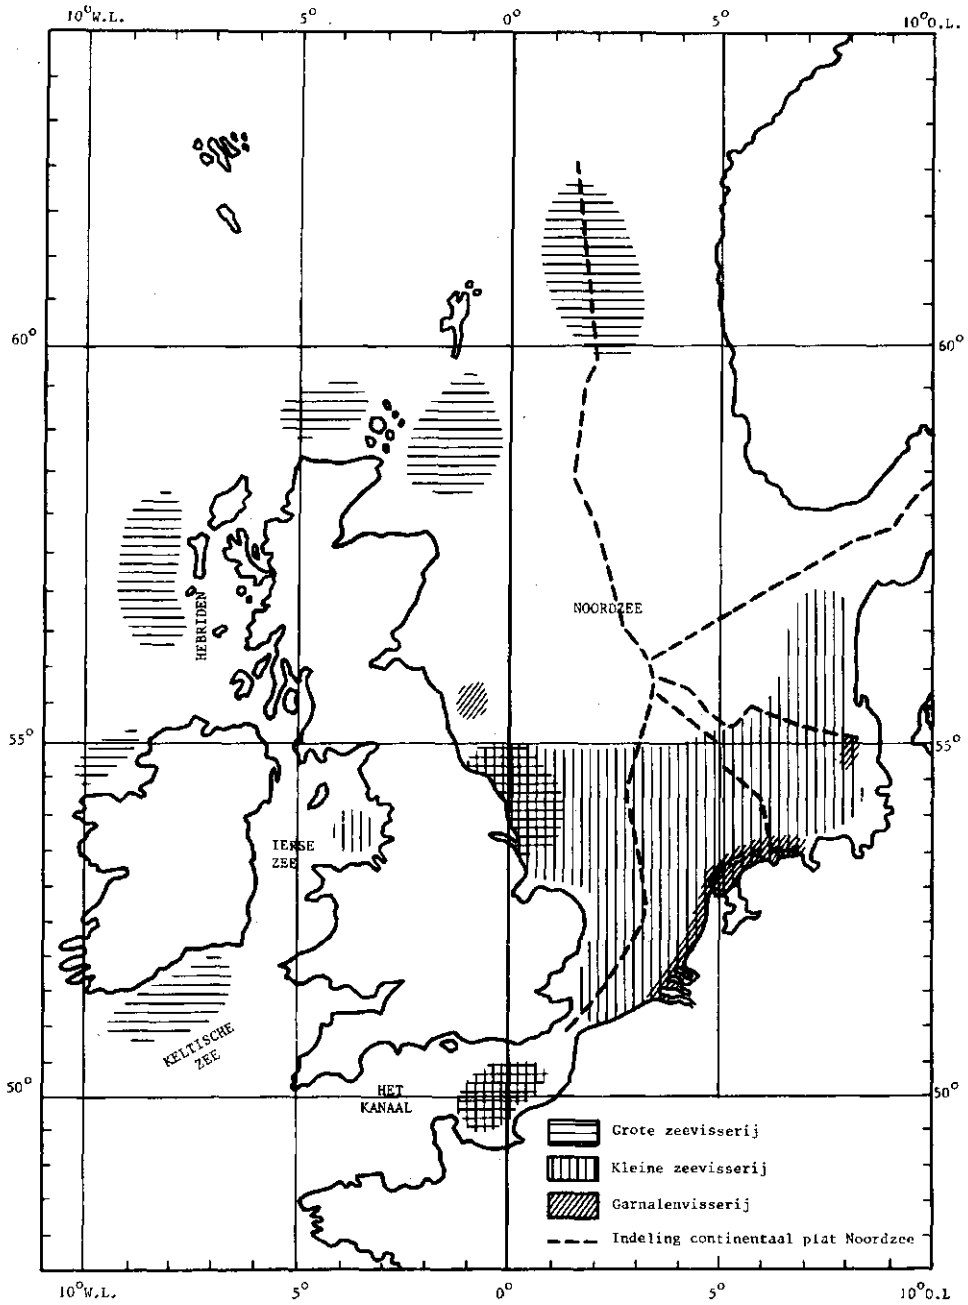 10°W.L. 5° 0° 5° 10°O.L.
60° 60°
HEBRIDEN
NOORDZEE
55° 55°
IERSE
ZEE
KELTISCHE
ZEE
50° 50°
HET
KANAAL
Grote zeevisserij
Kleine zeevisserij
Garnalenvisserij
Indeling continentaal plat Noordzee
10°W.L. 5° 0° 5° 10°O.L